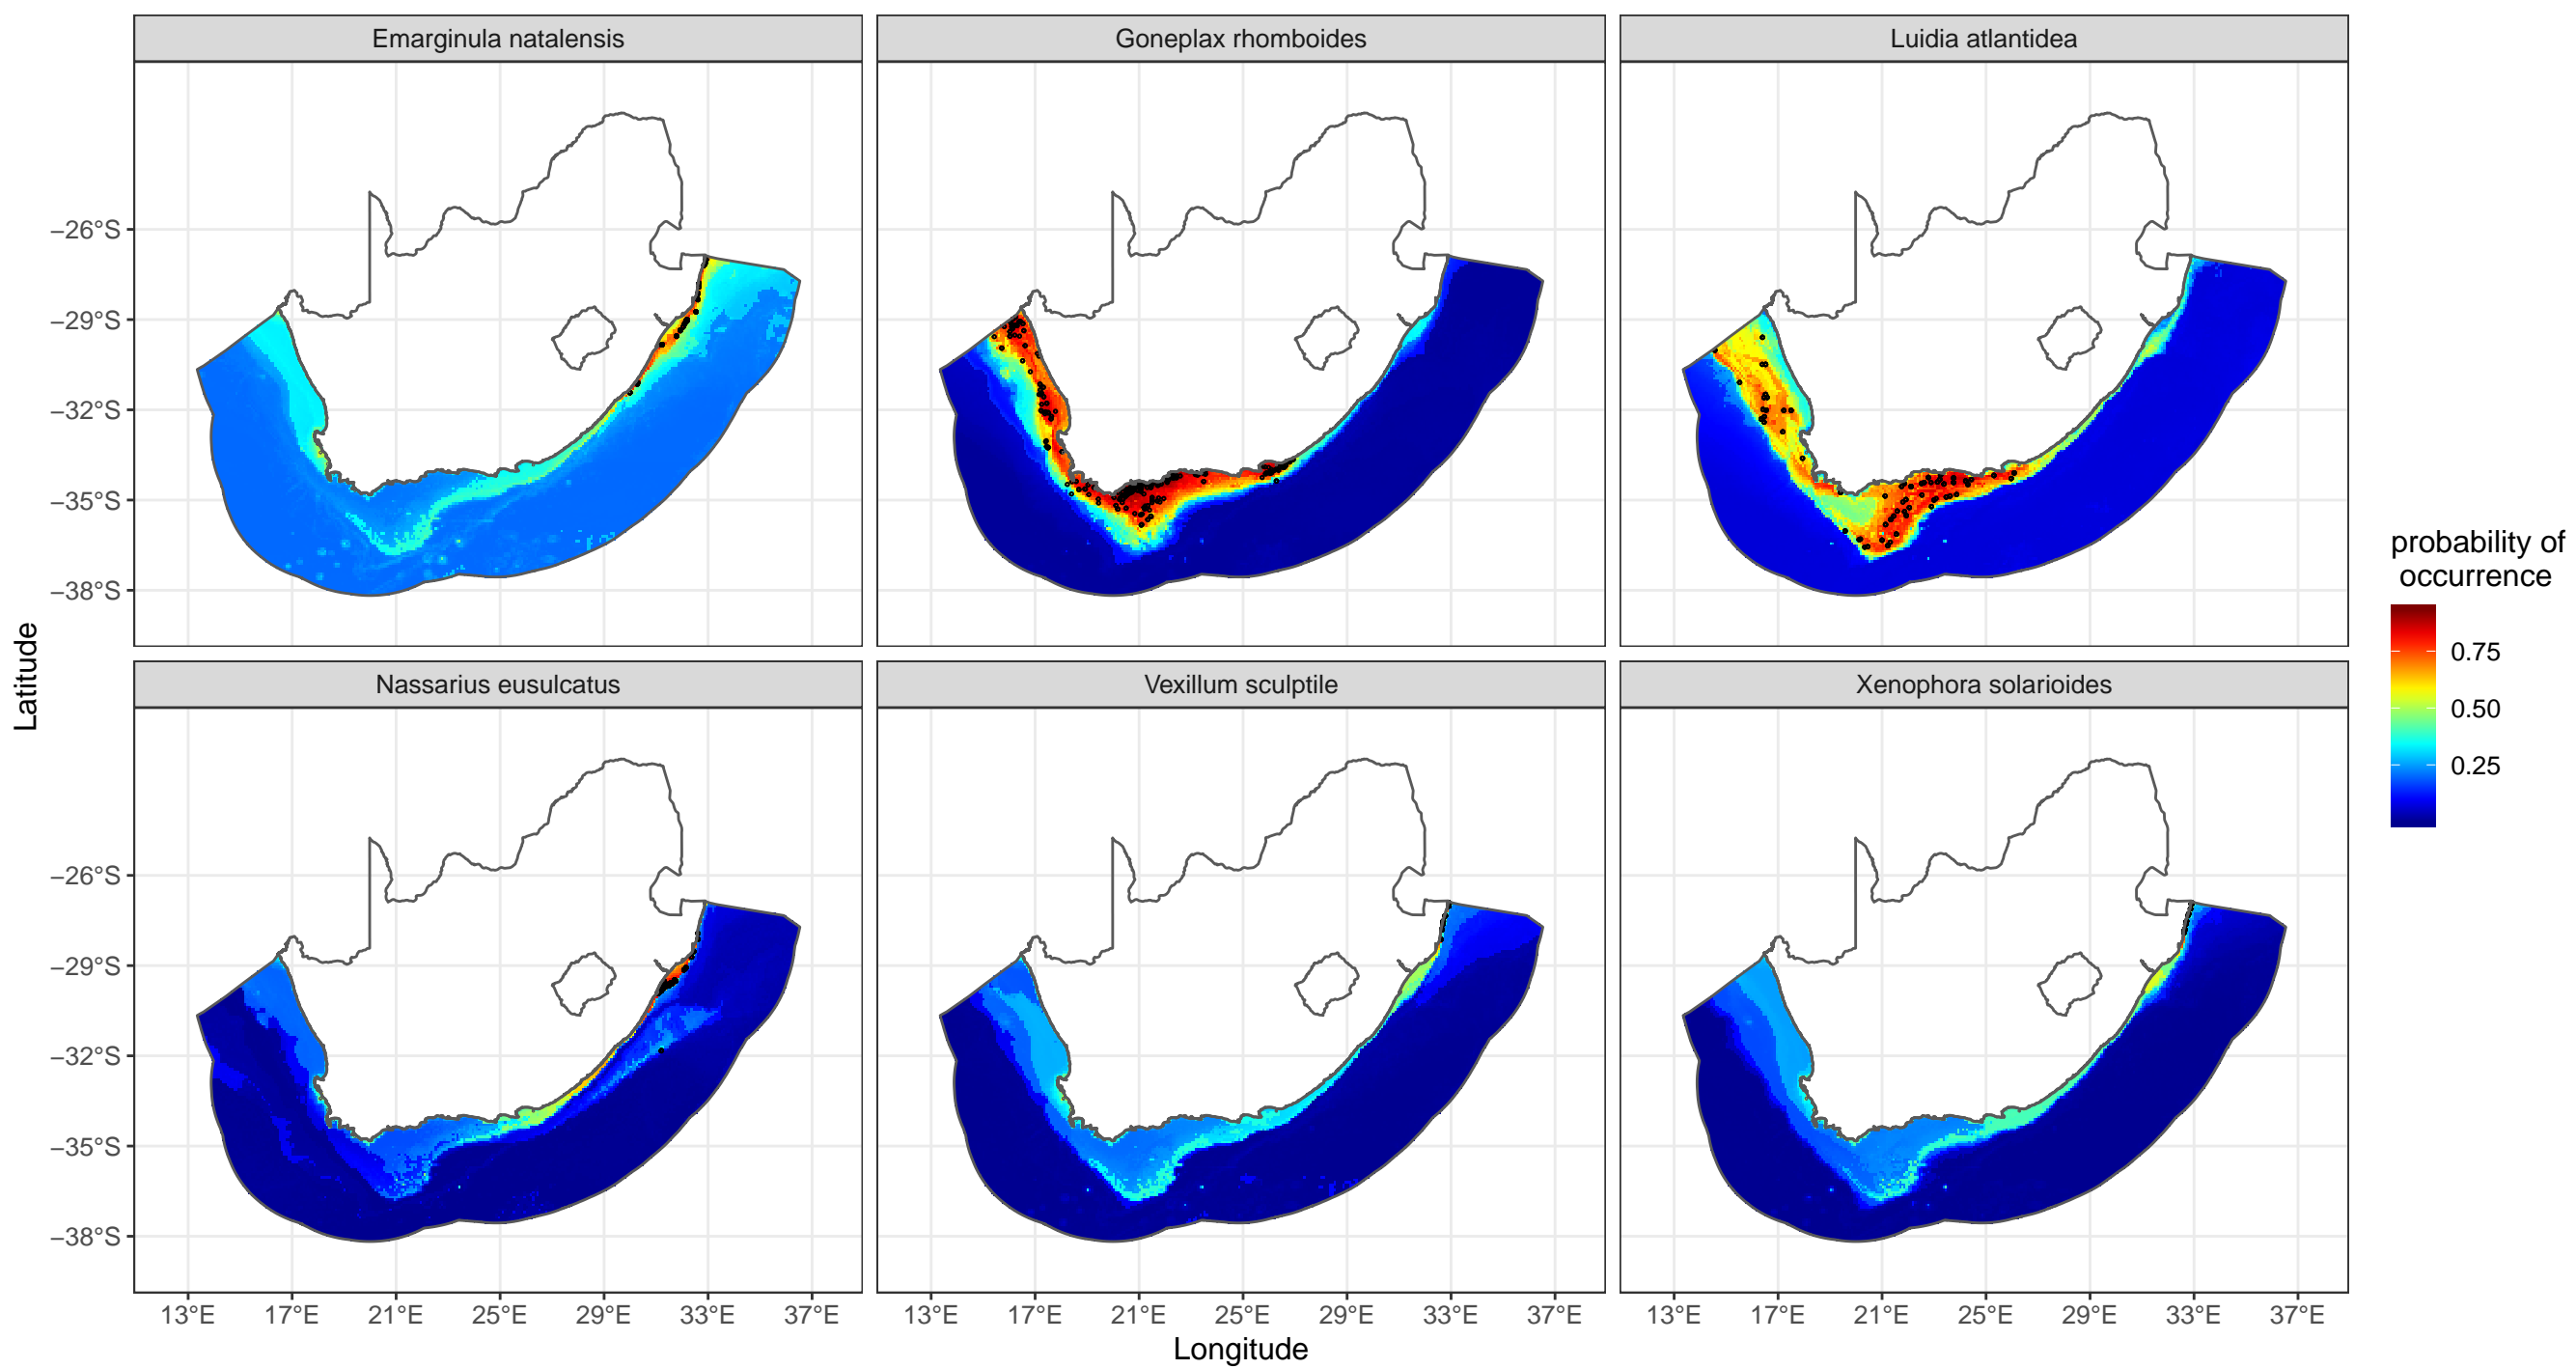 Emarginula natalensis
Goneplax rhomboides
Luidia atlantidea
−26°S
−29°S
−32°S
−35°S
−38°S
Nassarius eusulcatus
Vexillum sculptile
Xenophora solarioides
−26°S
−29°S
−32°S
−35°S
−38°S
13°E 17°E 21°E 25°E 29°E 33°E 37°E
13°E 17°E 21°E 25°E 29°E 33°E 37°E
13°E 17°E 21°E 25°E 29°E 33°E 37°E
Longitude
Latitude
probability of
occurrence
0.75
0.50
0.25